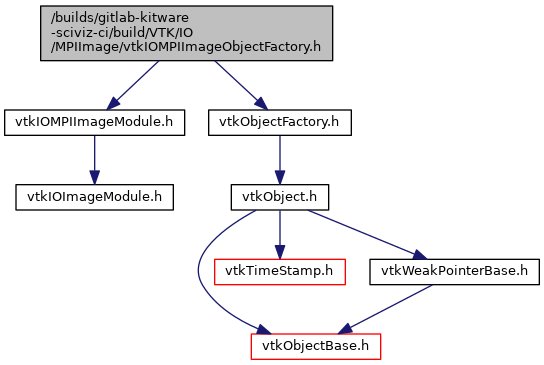 /builds/gitlab-kitware
-sciviz-ci/build/VTK/IO
/MPIImage/vtkIOMPIImageObjectFactory.h
vtkIOMPIImageModule.h
vtkObjectFactory.h
vtkIOImageModule.h
vtkObject.h
vtkTimeStamp.h
vtkWeakPointerBase.h
vtkObjectBase.h